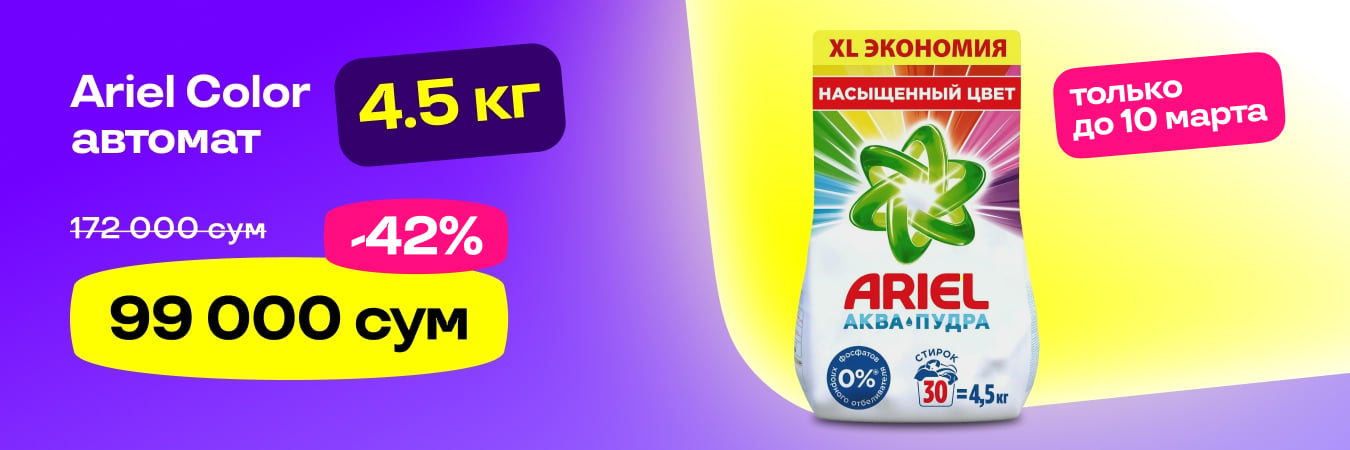 Ariel Color
автомат
4.5 кг
172 000 сум
-42%
99 000 сум
XL ЭКОНОМИЯ
НАСЫЩЕННЫЙ ЦВЕТ
ARIEL
АКВА ПУДРА
фосфатов
0%*
хлорного отбеливателя
СТИРОК
30=4,5 кг
только
до 10 марта